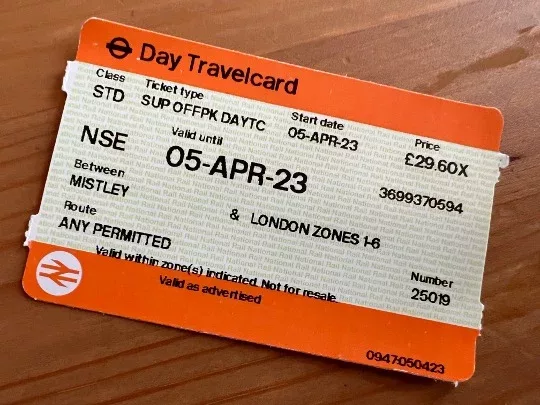 Day Travelcard
Class Ticket type Start date Price
STD SUP OFFPK DAYTC 05-APR-23 £29.60X
Valid until
NSE 05-APR-23 3699370594
Between
MISTLEY & LONDON ZONES 1-6
Route Number
ANY PERMITTED 25019
Valid within zone(s) indicated. Not for resale.
Valid as advertised
0947050423